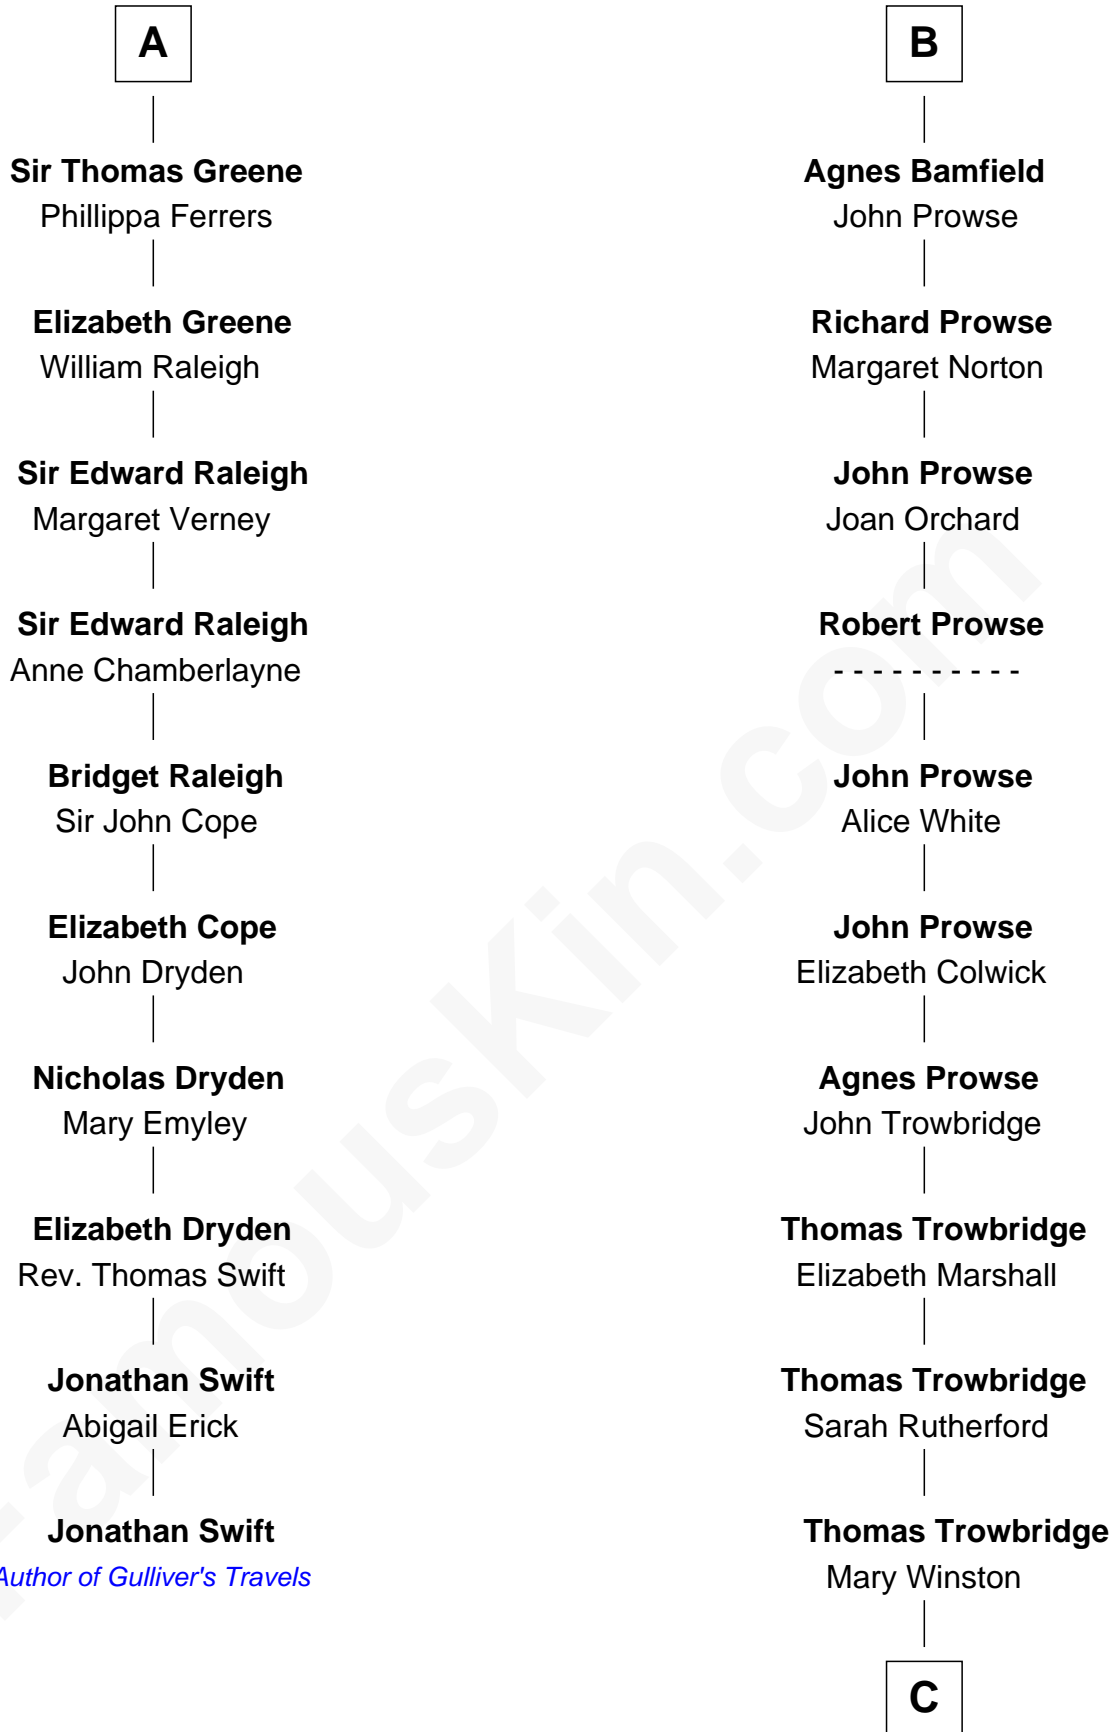 A
Sir Thomas Greene
Phillippa Ferrers
Elizabeth Greene
William Raleigh
Sir Edward Raleigh
Margaret Verney
Sir Edward Raleigh
Anne Chamberlayne
Bridget Raleigh
Sir John Cope
Elizabeth Cope
John Dryden
Nicholas Dryden
Mary Emyley
Elizabeth Dryden
Rev. Thomas Swift
Jonathan Swift
Abigail Erick
Jonathan Swift
Author of Gulliver's Travels
B
Agnes Bamfield
John Prowse
Richard Prowse
Margaret Norton
John Prowse
Joan Orchard
Robert Prowse
- - - - - - - - - -
John Prowse
Alice White
John Prowse
Elizabeth Colwick
Agnes Prowse
John Trowbridge
Thomas Trowbridge
Elizabeth Marshall
Thomas Trowbridge
Sarah Rutherford
Thomas Trowbridge
Mary Winston
C
FamousKin.com